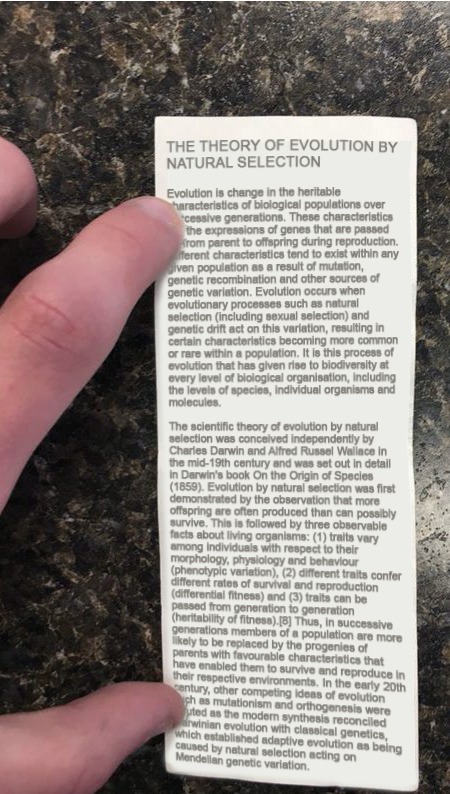 THE THEORY OF EVOLUTION BY
NATURAL SELECTION
Evolution is change in the heritable
characteristics of biological populations over
successive generations. These characteristics
the expressions of genes that are passed
from parent to offspring during reproduction.
Different characteristics tend to exist within any
given population as a result of mutation,
genetic recombination and other sources of
genetic variation. Evolution occurs when
evolutionary processes such as natural
selection (including sexual selection) and
genetic drift act on this variation, resulting in
certain characteristics becoming more common
or rare within a population. It is this process of
evolution that has given rise to biodiversity at
every level of biological organisation, including
the levels of species, individual organisms and
molecules.
The scientific theory of evolution by natural
selection was conceived independently by
Charles Darwin and Alfred Russel Wallace in
the mid-19th century and was set out in detail
in Darwin's book On the Origin of Species
(1859). Evolution by natural selection was first
demonstrated by the observation that more
offspring are often produced than can possibly
survive. This is followed by three observable
facts about living organisms: (1) traits vary
among individuals with respect to their
morphology, physiology and behaviour
(phenotypic variation), (2) different traits confer
different rates of survival and reproduction
(differential fitness) and (3) traits can be
passed from generation to generation
(heritability of fitness).[8] Thus, in successive
generations members of a population are more
likely to be replaced by the progenies of
parents with favourable characteristics that
have enabled them to survive and reproduce in
their respective environments. In the early 20th
century, other competing ideas of evolution
such as mutationism and orthogenesis were
refuted as the modern synthesis reconciled
Darwinian evolution with classical genetics,
which established adaptive evolution as being
caused by natural selection acting on
Mendelian genetic variation.